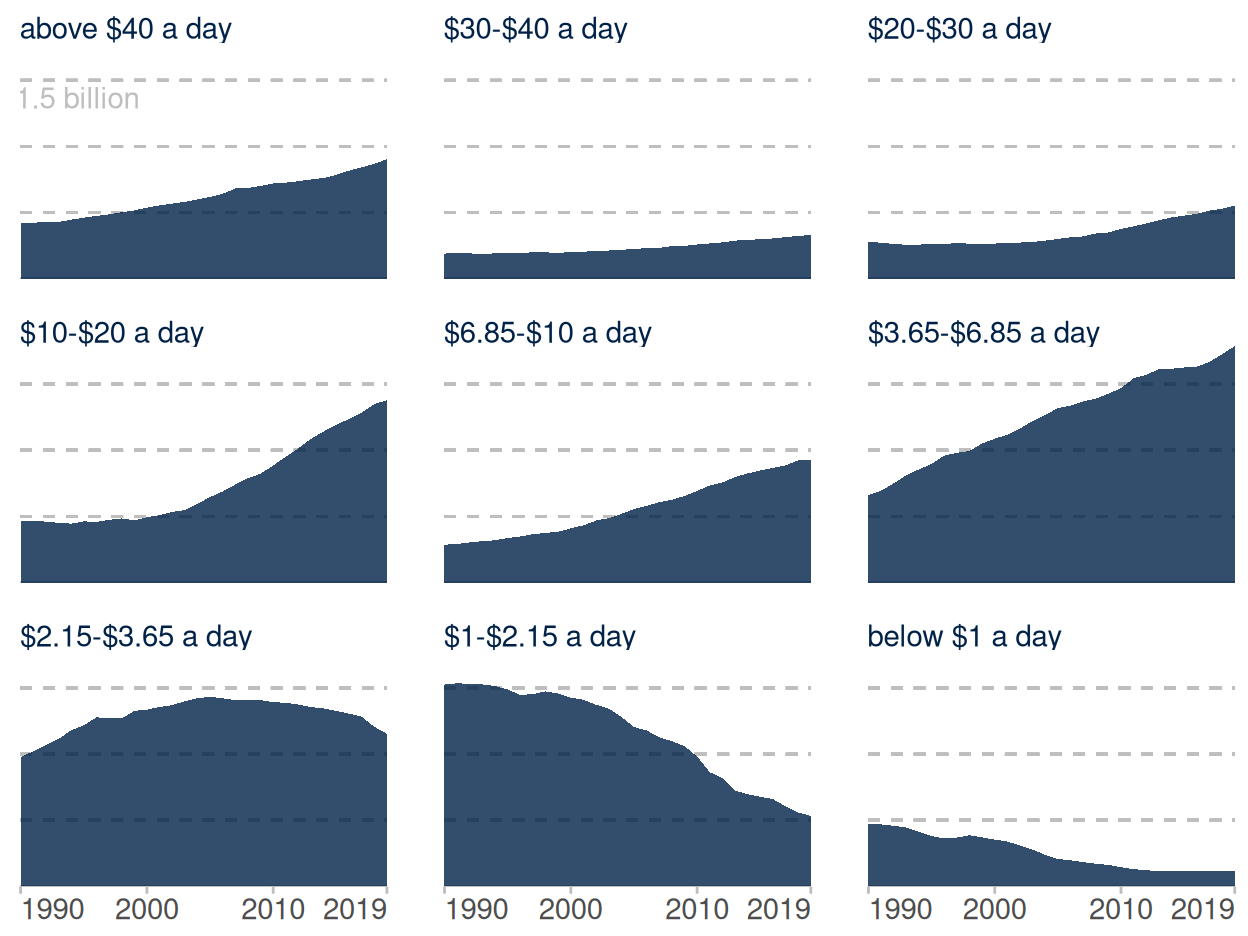 above $40 a day
$30-$40 a day
$20-$30 a day
1.5 billion
$10-$20 a day
$6.85-$10 a day
$3.65-$6.85 a day
$2.15-$3.65 a day
$1-$2.15 a day
below $1 a day
1990 2000 2010 2019
1990 2000 2010 2019
1990 2000 2010 2019